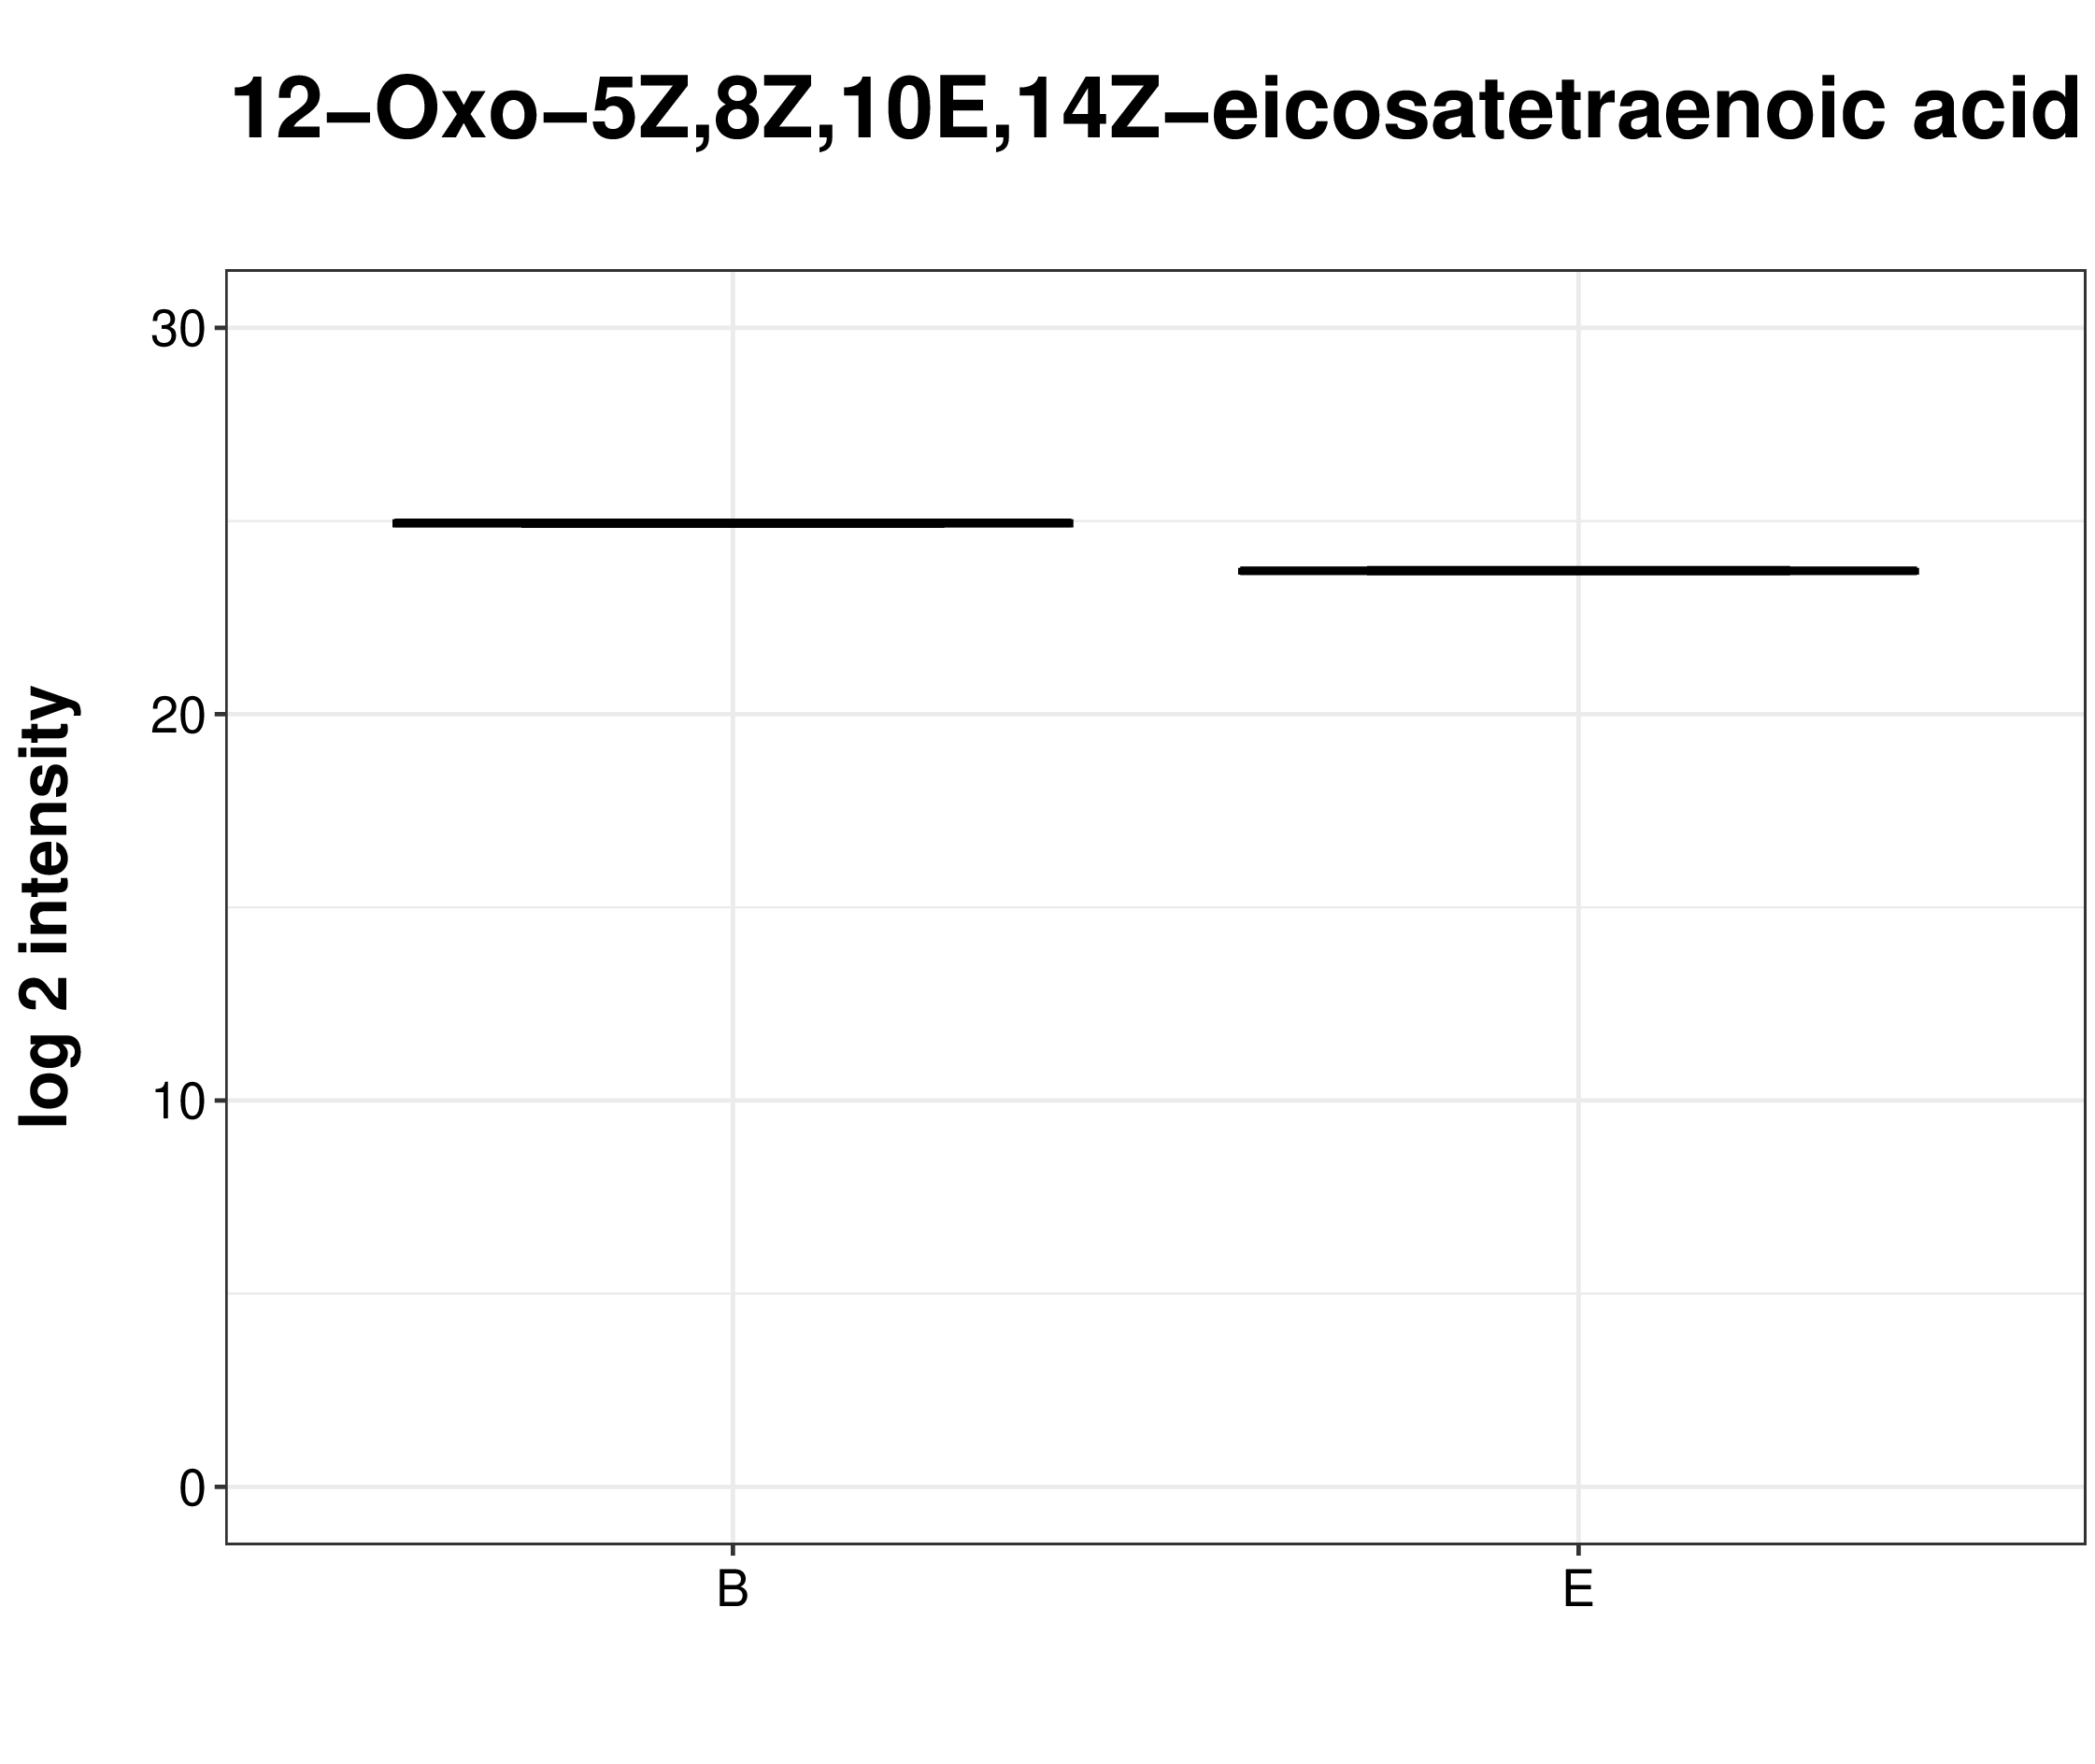 12−Oxo−5Z,8Z,10E,14Z−eicosatetraenoic acid
30
20
10
0
log 2 intensity
B
E